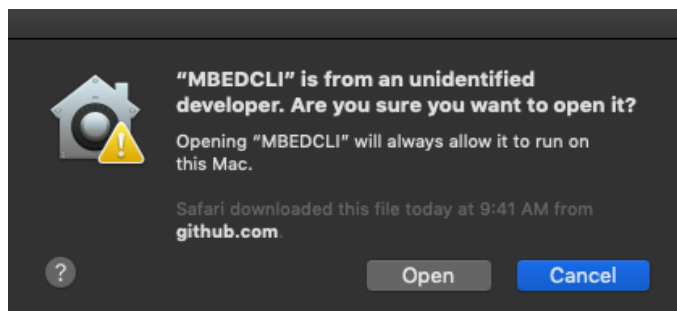 “MBEDCLI” is from an unidentified
developer. Are you sure you want to open it?
Opening “MBEDCLI” will always allow it to run on
this Mac.
Safari downloaded this file today at 9:41 AM from
github.com.
?
Open
Cancel